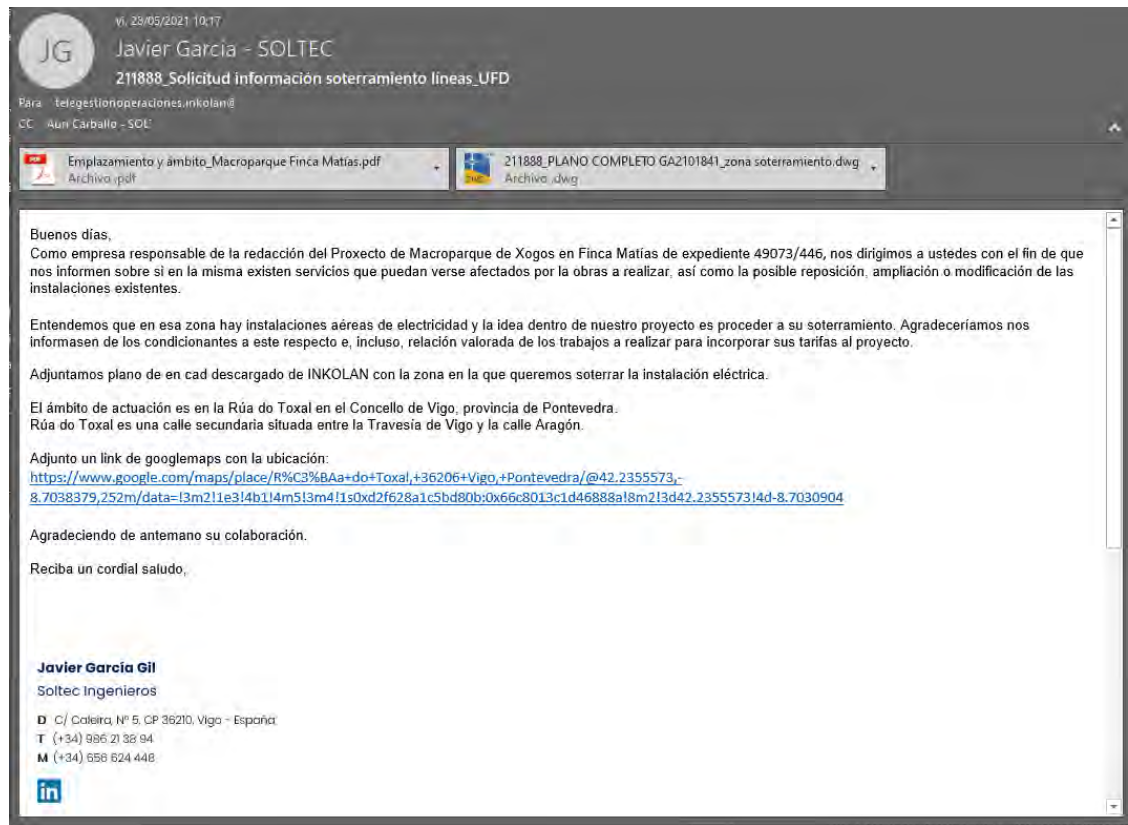 JG
vi. 28/05/2021 10:17
Javier Garcia - SOLTEC
211888_Solicitud información soterramiento líneas_UFD
Para telegestionoperaciones.inkolan@
CC Auri Carballo - SOL
Emplazamiento y ámbito_Macroparque Finca Matías.pdf
Archivo .pdf
211888_PLANO COMPLETO GA2101841_zona soterramiento.dwg
Archivo .dwg
Buenos días,
Como empresa responsable de la redacción del Proxecto de Macroparque de Xogos en Finca Matías de expediente 49073/446, nos dirigimos a ustedes con el fin de que
nos informen sobre si en la misma existen servicios que puedan verse afectados por la obras a realizar, así como la posible reposición, ampliación o modificación de las
instalaciones existentes.
Entendemos que en esa zona hay instalaciones aéreas de electricidad y la idea dentro de nuestro proyecto es proceder a su soterramiento. Agradeceríamos nos
informasen de los condicionantes a este respecto e, incluso, relación valorada de los trabajos a realizar para incorporar sus tarifas al proyecto.
Adjuntamos plano de en cad descargado de INKOLAN con la zona en la que queremos soterrar la instalación eléctrica.
El ámbito de actuación es en la Rúa do Toxal en el Concello de Vigo, provincia de Pontevedra.
Rúa do Toxal es una calle secundaria situada entre la Travesía de Vigo y la calle Aragón.
Adjunto un link de googlemaps con la ubicación:
https://www.google.com/maps/place/R%C3%BAa+do+Toxal,+36206+Vigo,+Pontevedra/@42.2355573,-
8.7038379,252m/data=!3m2!1e3!4b1!4m5!3m4!1s0xd2f628a1c5bd80b:0x66c8013c1d46888a!8m2!3d42.2355573!4d-8.7030904
Agradeciendo de antemano su colaboración.
Reciba un cordial saludo,
Javier García Gil
Soltec Ingenieros
D C/ Caleira, Nº 5, CP 36210, Vigo - España
T (+34) 986 21 38 94
M (+34) 656 624 448
in